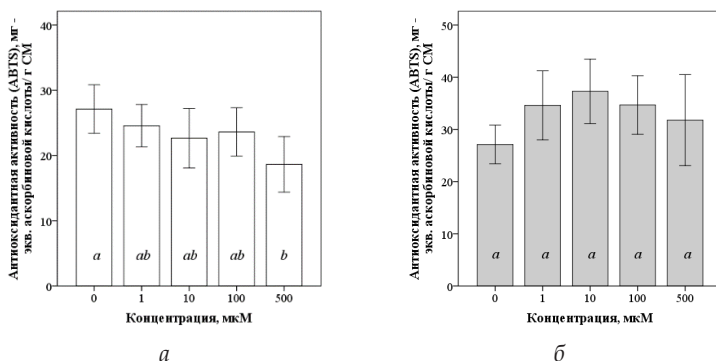 Антиоксидантная активность (ABTS), мг -
экв. аскорбиновой кислоты/ г СМ
40
30
20
10
0
a ab ab ab b
0 1 10 100 500
Концентрация, мкМ
а
Антиоксидантная активность (ABTS), мг -
экв. аскорбиновой кислоты/ г СМ
50
40
30
20
10
0
a a a a a
0 1 10 100 500
Концентрация, мкМ
б